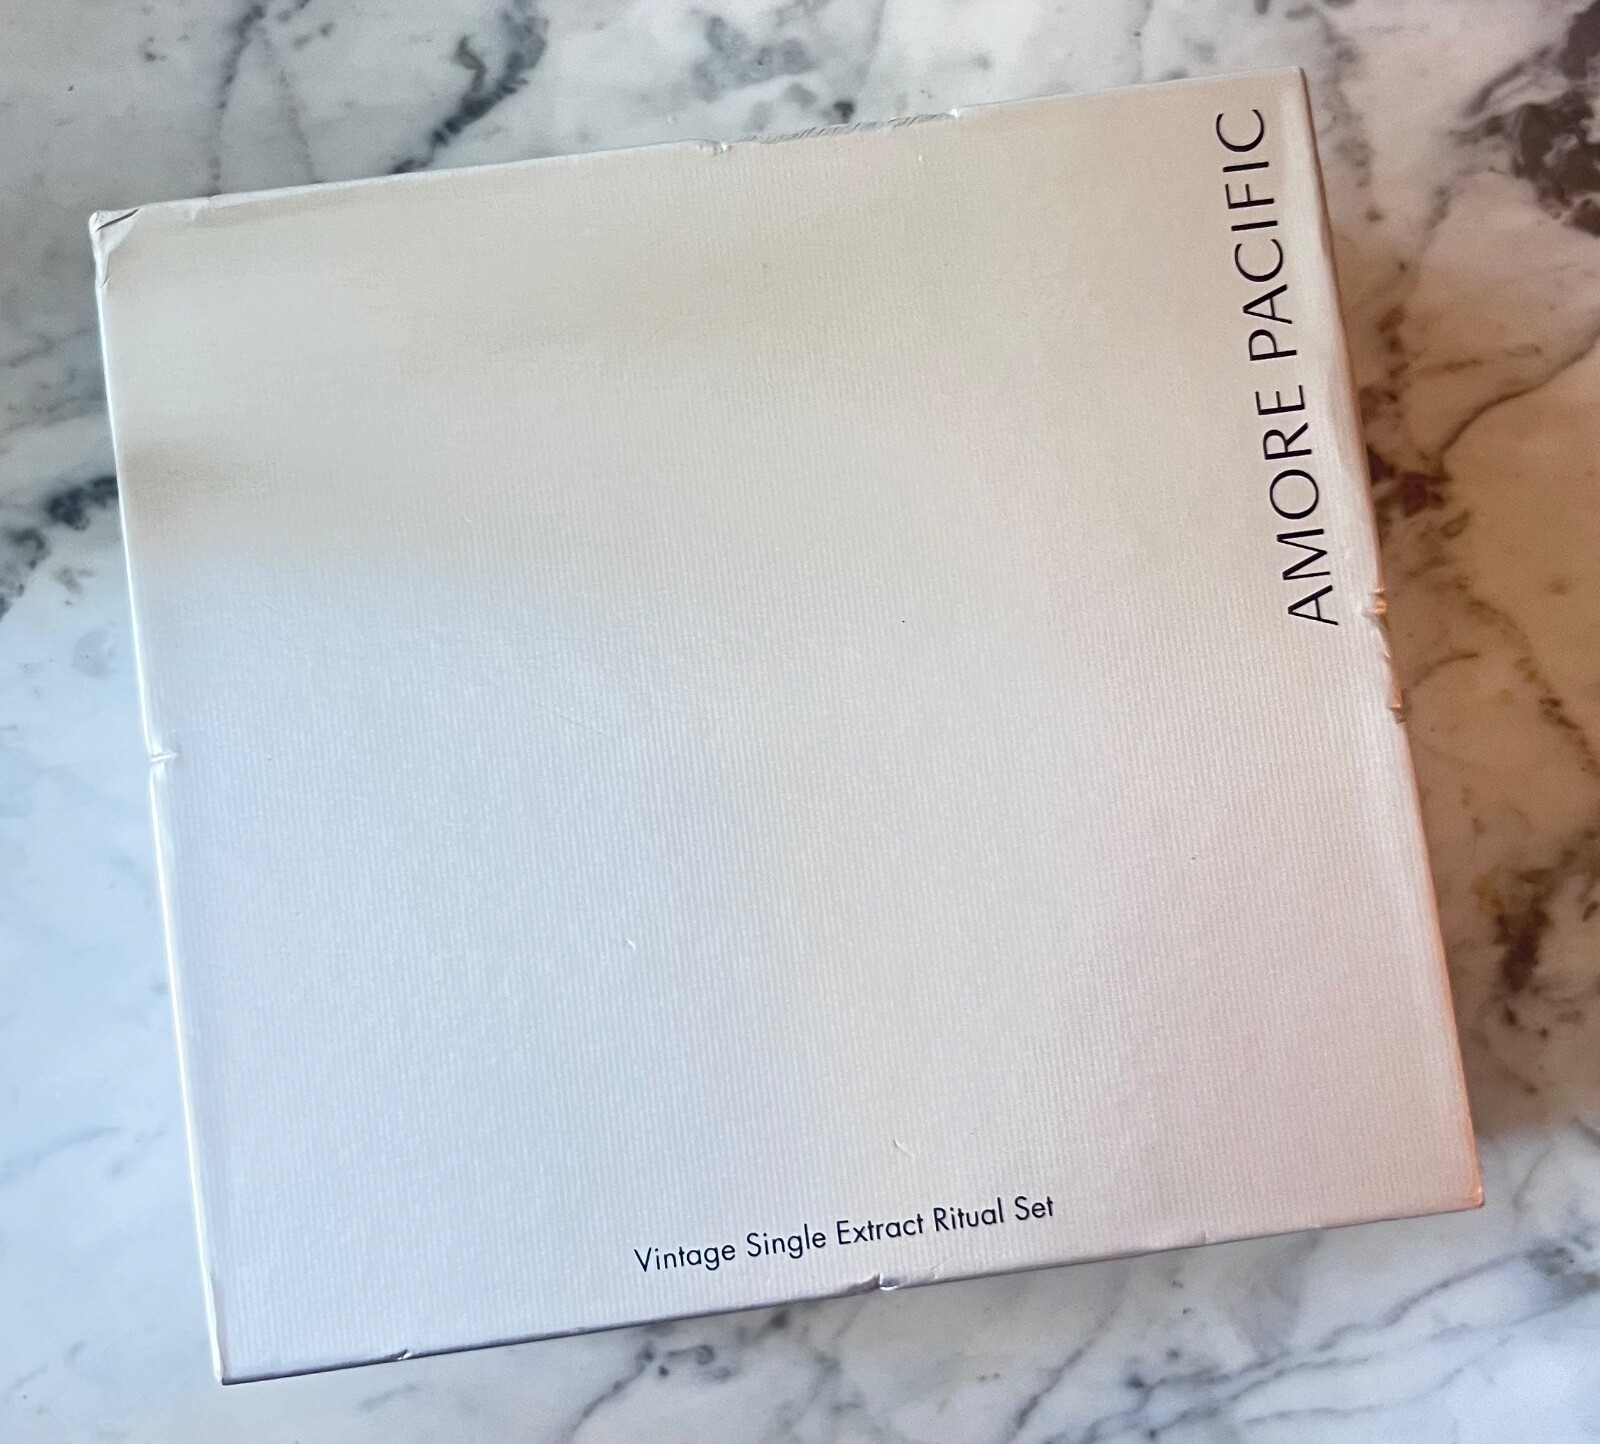 AMORE PACIFIC
Vintage Single Extract Ritual Set